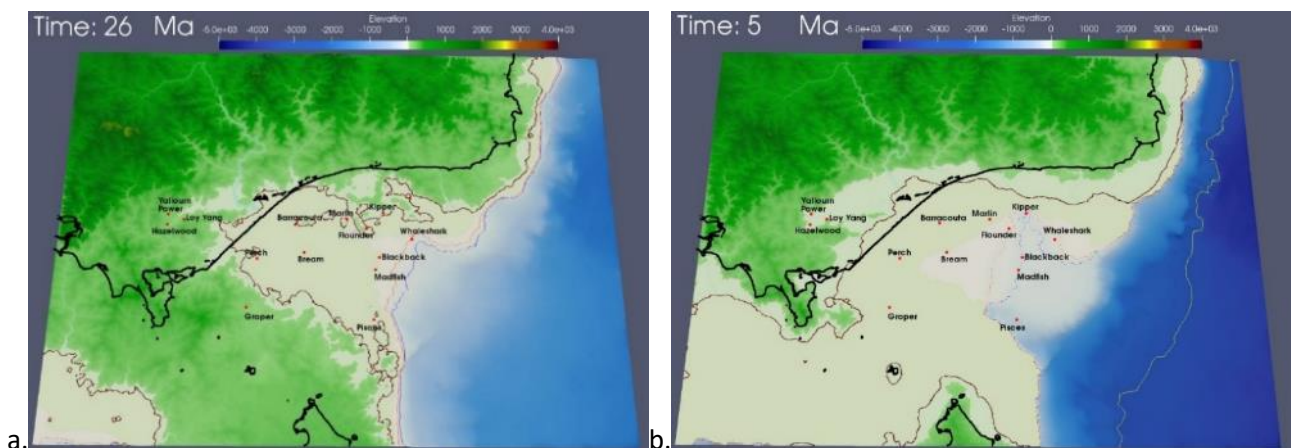 Time: 26 Ma
Elevation
-5.0e+03 -4000 -3000 -2000 -1000 0 1000 2000 3000 4.0e+03
Yallourn
Power
Loy Yang
Hazelwood
Barracouta
Marlin
Kipper
Flounder
Whaleshark
Perch
Bream
Blackback
Madfish
Groper
Pisces
a.
Time: 5 Ma
Elevation
-5.0e+03 -4000 -3000 -2000 -1000 0 1000 2000 3000 4.0e+03
Yallourn
Power
Loy Yang
Hazelwood
Barracouta
Marlin
Kipper
Flounder
Whaleshark
Perch
Bream
Blackback
Madfish
Groper
Pisces
b.